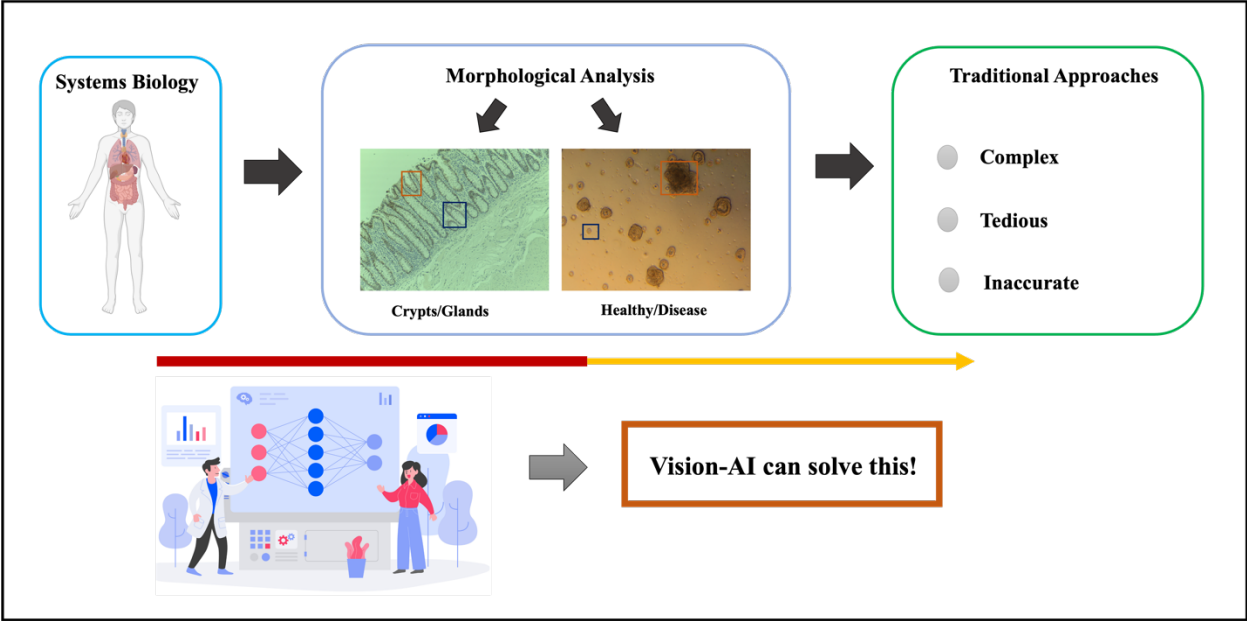 Systems Biology
Morphological Analysis
Crypts/Glands
Healthy/Disease
Traditional Approaches
Complex
Tedious
Inaccurate
Vision-AI can solve this!